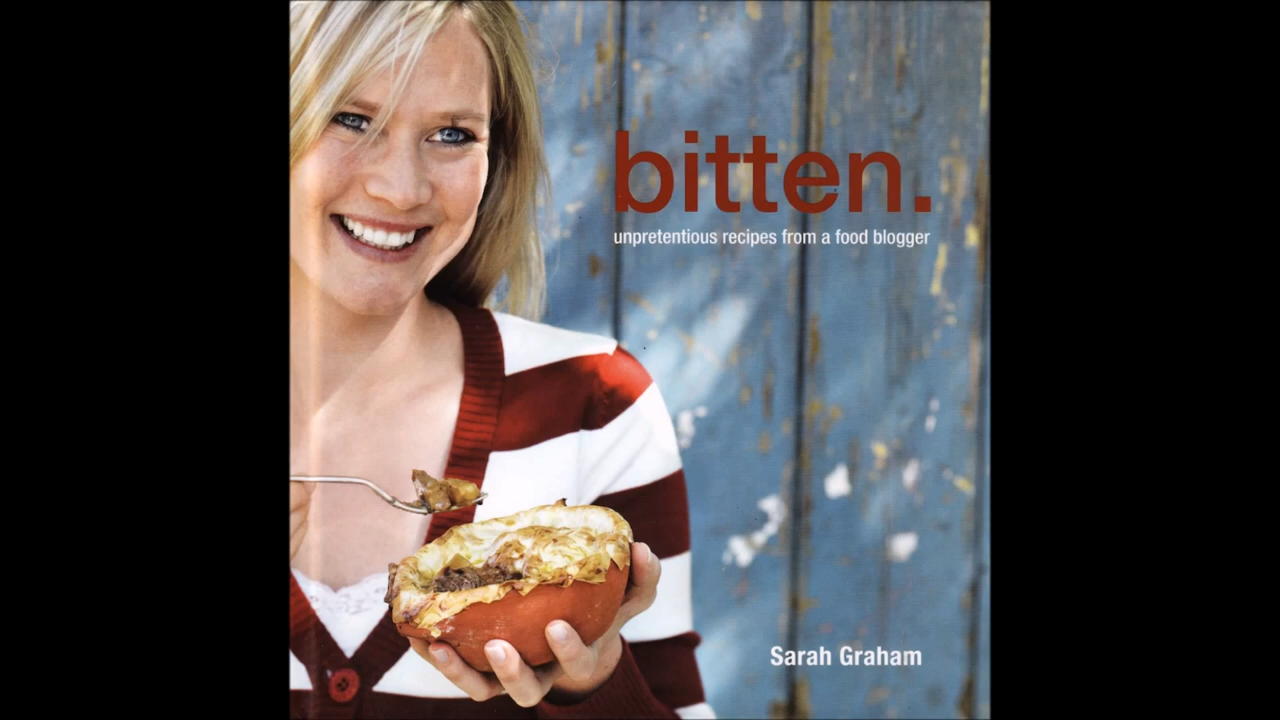 bitten.
unpretentious recipes from a food blogger
Sarah Graham